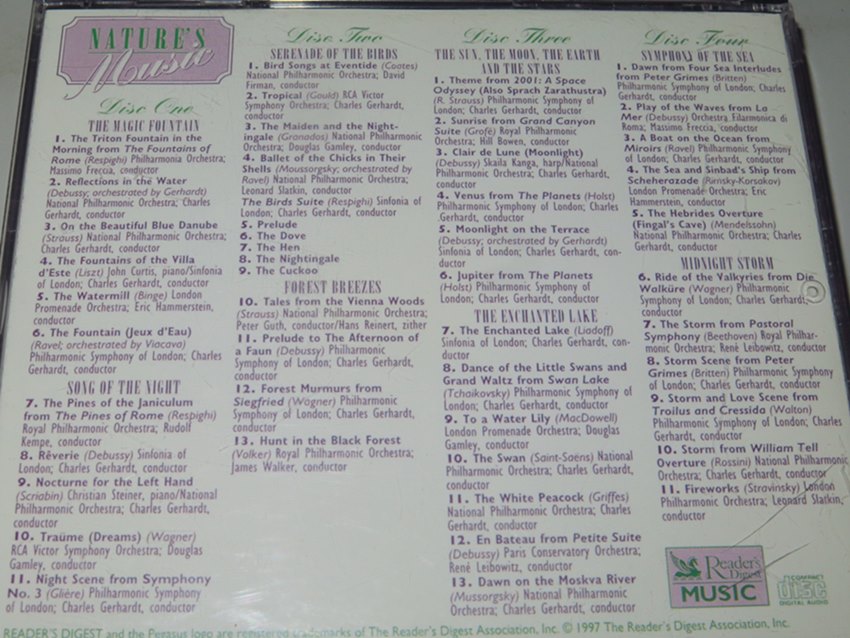 NATURE'S
Music
Disc One
THE MAGIC FOUNTAIN
1. The Triton Fountain in the
Morning from The Fountains of
Rome (Respighi) Philharmonia Orchestra;
Massimo Freccia, conductor
2. Reflections in the Water
(Debussy; orchestrated by Gerhardt)
National Philharmonic Orchestra; Charles
Gerhardt, conductor
3. On the Beautiful Blue Danube
(Strauss) National Philharmonic Orchestra;
Charles Gerhardt, conductor
4. The Fountains of the Villa
d'Este (Liszt) John Curtis, piano/Sinfonia
of London; Charles Gerhardt, conductor
5. The Watermill (Binge) London
Promenade Orchestra; Eric Hammerstein,
conductor
6. The Fountain (Jeux d'Eau)
(Ravel; orchestrated by Viacava)
Philharmonic Symphony of London; Charles
Gerhardt, conductor
SONG OF THE NIGHT
7. The Pines of the Janiculum
from The Pines of Rome (Respighi)
Royal Philharmonic Orchestra; Rudolf
Kempe, conductor
8. Rêverie (Debussy) Sinfonia of
London; Charles Gerhardt, conductor
9. Nocturne for the Left Hand
(Scriabin) Christian Steiner, piano/National
Philharmonic Orchestra; Charles Gerhardt,
conductor
10. Traüme (Dreams) (Wagner)
RCA Victor Symphony Orchestra; Douglas
Gamley, conductor
11. Night Scene from Symphony
No. 3 (Glière) Philharmonic Symphony
of London; Charles Gerhardt, conductor
Disc Two
SERENADE OF THE BIRDS
1. Bird Songs at Eventide (Coates)
National Philharmonic Orchestra; David
Firman, conductor
2. Tropical (Gould) RCA Victor
Symphony Orchestra; Charles Gerhardt,
conductor
3. The Maiden and the Night-
ingale (Granados) National Philharmonic
Orchestra; Douglas Gamley, conductor
4. Ballet of the Chicks in Their
Shells (Moussorgsky; orchestrated by
Ravel) National Philharmonic Orchestra;
Leonard Slatkin, conductor
The Birds Suite (Respighi) Sinfonia of
London; Charles Gerhardt, conductor
5. Prelude
6. The Dove
7. The Hen
8. The Nightingale
9. The Cuckoo
FOREST BREEZES
10. Tales from the Vienna Woods
(Strauss) National Philharmonic Orchestra;
Peter Guth, conductor/Hans Reinert, zither
11. Prelude to The Afternoon of
a Faun (Debussy) Philharmonic
Symphony of London; Charles Gerhardt,
conductor
12. Forest Murmurs from
Siegfried (Wagner) Philharmonic
Symphony of London; Charles Gerhardt,
conductor
13. Hunt in the Black Forest
(Volker) Royal Philharmonic Orchestra;
James Walker, conductor
Disc Three
THE SUN, THE MOON, THE EARTH
AND THE STARS
1. Theme from 2001: A Space
Odyssey (Also Sprach Zarathustra)
(R. Strauss) Philharmonic Symphony of
London; Charles Gerhardt, conductor
2. Sunrise from Grand Canyon
Suite (Grofé) Royal Philharmonic
Orchestra; Hill Bowen, conductor
3. Clair de Lune (Moonlight)
(Debussy) Skaila Kanga, harp/National
Philharmonic Orchestra; Charles Gerhardt,
conductor
4. Venus from The Planets (Holst)
Philharmonic Symphony of London; Charles
Gerhardt, conductor
5. Moonlight on the Terrace
(Debussy; orchestrated by Gerhardt)
Sinfonia of London; Charles Gerhardt, con-
ductor
6. Jupiter from The Planets
(Holst) Philharmonic Symphony of
London; Charles Gerhardt, conductor
THE ENCHANTED LAKE
7. The Enchanted Lake (Liadoff)
Sinfonia of London; Charles Gerhardt, con-
ductor
8. Dance of the Little Swans and
Grand Waltz from Swan Lake
(Tchaikovsky) Philharmonic Symphony of
London; Charles Gerhardt, conductor
9. To a Water Lily (MacDowell)
London Promenade Orchestra; Douglas
Gamley, conductor
10. The Swan (Saint-Saëns) National
Philharmonic Orchestra; Charles Gerhardt,
conductor
11. The White Peacock (Griffes)
National Philharmonic Orchestra; Charles
Gerhardt, conductor
12. En Bateau from Petite Suite
(Debussy) Paris Conservatory Orchestra;
René Leibowitz, conductor
13. Dawn on the Moskva River
(Mussorgsky) National Philharmonic
Orchestra; Charles Gerhardt, conductor
Disc Four
SYMPHONY OF THE SEA
1. Dawn from Four Sea Interludes
from Peter Grimes (Britten)
Philharmonic Symphony of London; Charles
Gerhardt, conductor
2. Play of the Waves from La
Mer (Debussy) Orchestra Filarmonica di
Roma; Massimo Freccia, conductor
3. A Boat on the Ocean from
Miroirs (Ravel) Philharmonic Symphony
of London; Charles Gerhardt, conductor
4. The Sea and Sinbad's Ship from
Scheherazade (Rimsky-Korsakov)
London Promenade Orchestra; Eric
Hammerstein, conductor
5. The Hebrides Overture
(Fingal's Cave) (Mendelssohn)
National Philharmonic Orchestra; Charles
Gerhardt, conductor
MIDNIGHT STORM
6. Ride of the Valkyries from Die
Walküre (Wagner) Philharmonic
Symphony of London; Charles Gerhardt,
conductor
7. The Storm from Pastoral
Symphony (Beethoven) Royal Philhar-
monic Orchestra; René Leibowitz, conductor
8. Storm Scene from Peter
Grimes (Britten) Philharmonic Symphony
of London; Charles Gerhardt, conductor
9. Storm and Love Scene from
Troilus and Cressida (Walton)
Philharmonic Symphony of London; Charles
Gerhardt, conductor
10. Storm from William Tell
Overture (Rossini) National Philharmonic
Orchestra; Charles Gerhardt, conductor
11. Fireworks (Stravinsky) London
Philharmonic Orchestra; Leonard Slatkin,
conductor
Reader's
Digest
MUSIC
COMPACT
disc
DIGITAL AUDIO
READER'S DIGEST and the Pegasus logo are registered trademarks of The Reader's Digest Association, Inc. © 1997 The Reader's Digest Association, Inc.